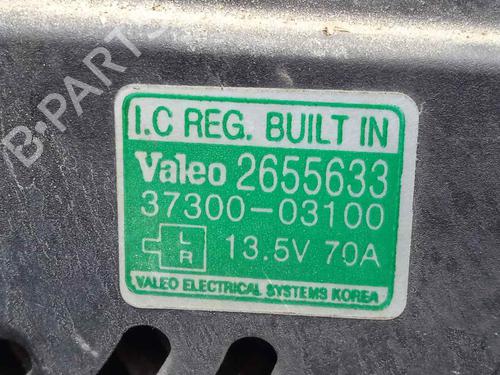 I.C REG. BUILT IN
Valeo 2655633
37300-03100
L
R
13.5V 70A
VALEO ELECTRICAL SYSTEMS KOREA
B-PARTS